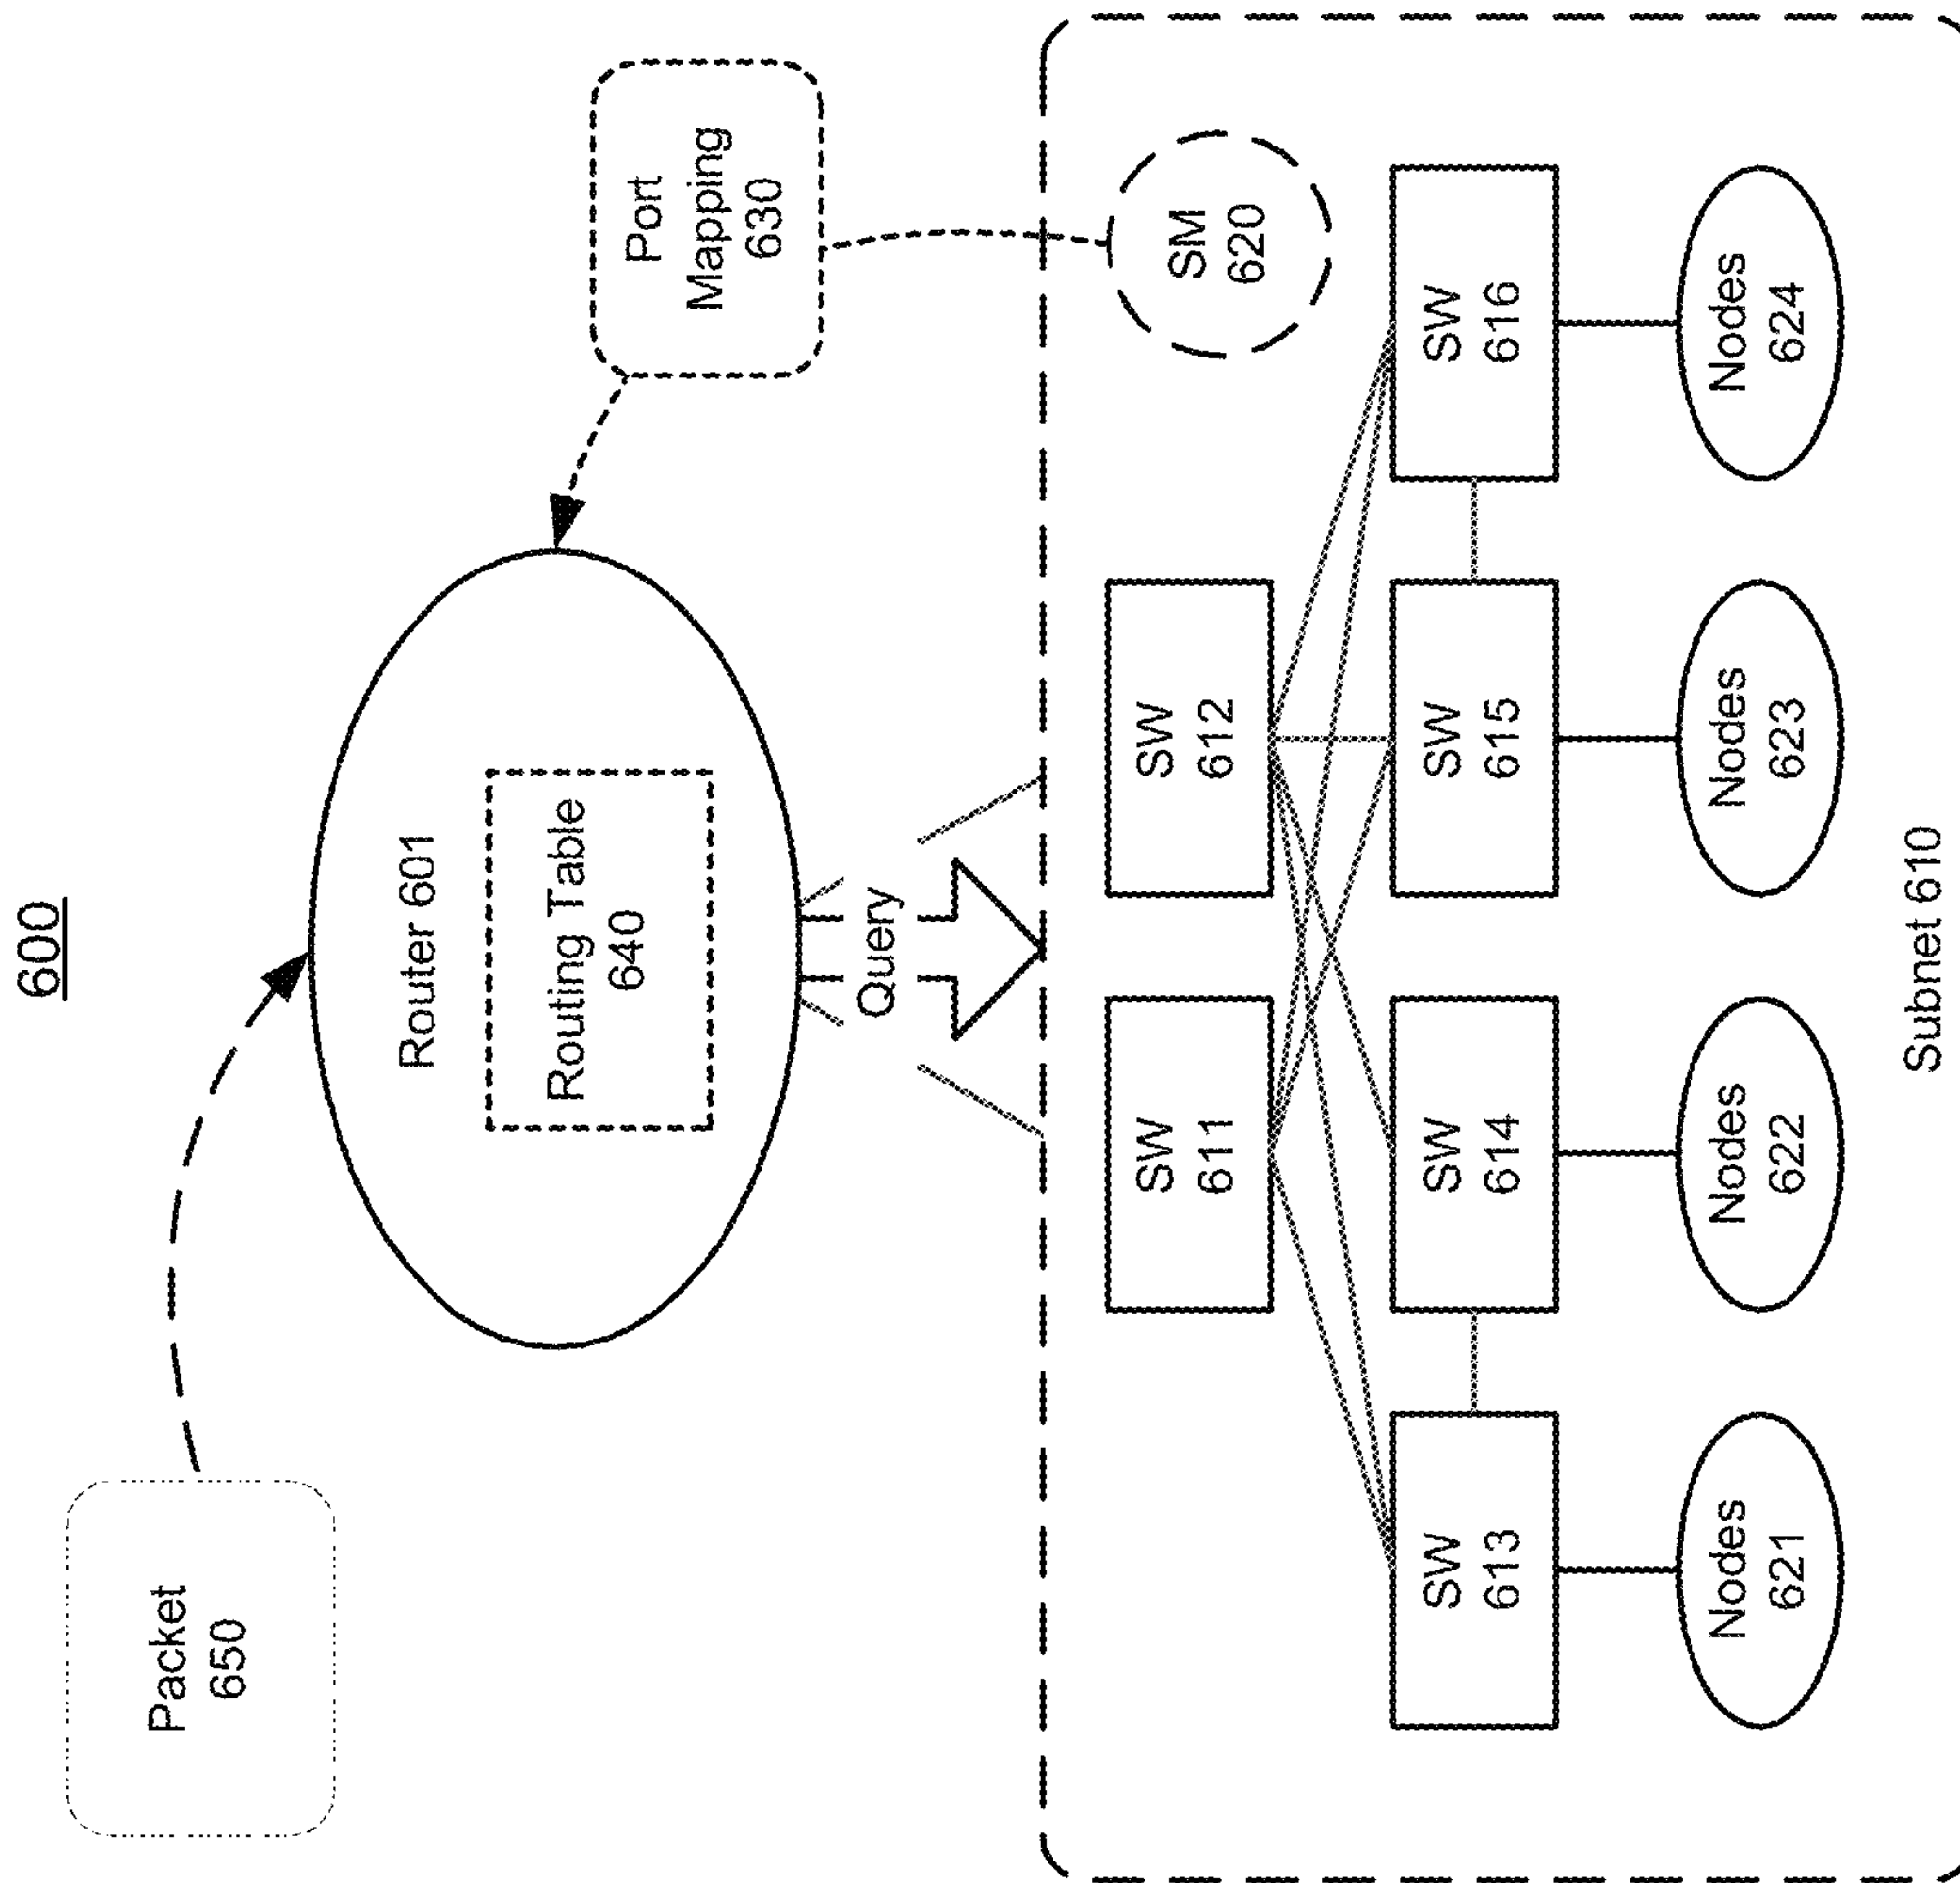 600
Packet
650
Router 601
Routing Table
640
Port
Mapping
630
Query
SM
620
SW
611
SW
612
SW
613
SW
614
SW
615
SW
616
Nodes
621
Nodes
622
Nodes
623
Nodes
624
Subnet 610